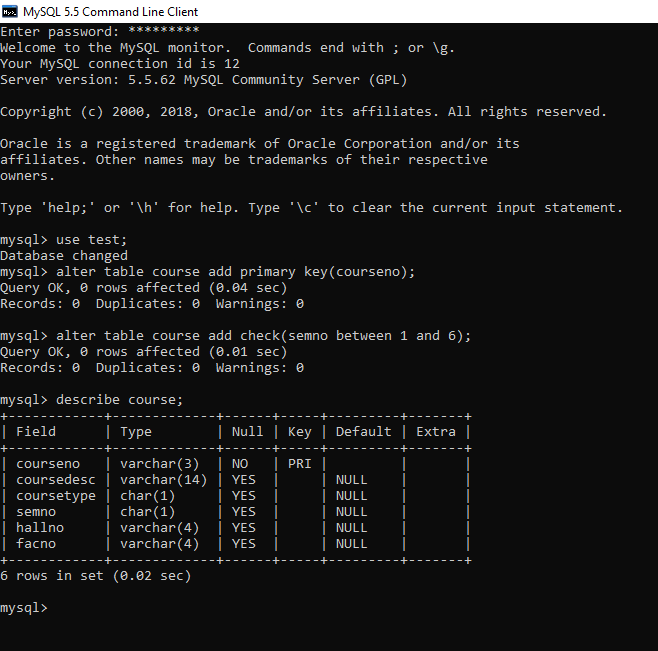 MySQL 5.5 Command Line Client
Enter password: *********
Welcome to the MySQL monitor.  Commands end with ; or \g.
Your MySQL connection id is 12
Server version: 5.5.62 MySQL Community Server (GPL)

Copyright (c) 2000, 2018, Oracle and/or its affiliates. All rights reserved.

Oracle is a registered trademark of Oracle Corporation and/or its
affiliates. Other names may be trademarks of their respective
owners.

Type 'help;' or '\h' for help. Type '\c' to clear the current input statement.

mysql> use test;
Database changed
mysql> alter table course add primary key(courseno);
Query OK, 0 rows affected (0.04 sec)
Records: 0  Duplicates: 0  Warnings: 0

mysql> alter table course add check(semno between 1 and 6);
Query OK, 0 rows affected (0.01 sec)
Records: 0  Duplicates: 0  Warnings: 0

mysql> describe course;
+------------+-------------+------+-----+---------+-------+
| Field      | Type        | Null | Key | Default | Extra |
+------------+-------------+------+-----+---------+-------+
| courseno   | varchar(3)  | NO   | PRI |         |       |
| coursedesc | varchar(14) | YES  |     | NULL    |       |
| coursetype | char(1)     | YES  |     | NULL    |       |
| semno      | char(1)     | YES  |     | NULL    |       |
| hallno     | varchar(4)  | YES  |     | NULL    |       |
| facno      | varchar(4)  | YES  |     | NULL    |       |
+------------+-------------+------+-----+---------+-------+
6 rows in set (0.02 sec)

mysql>